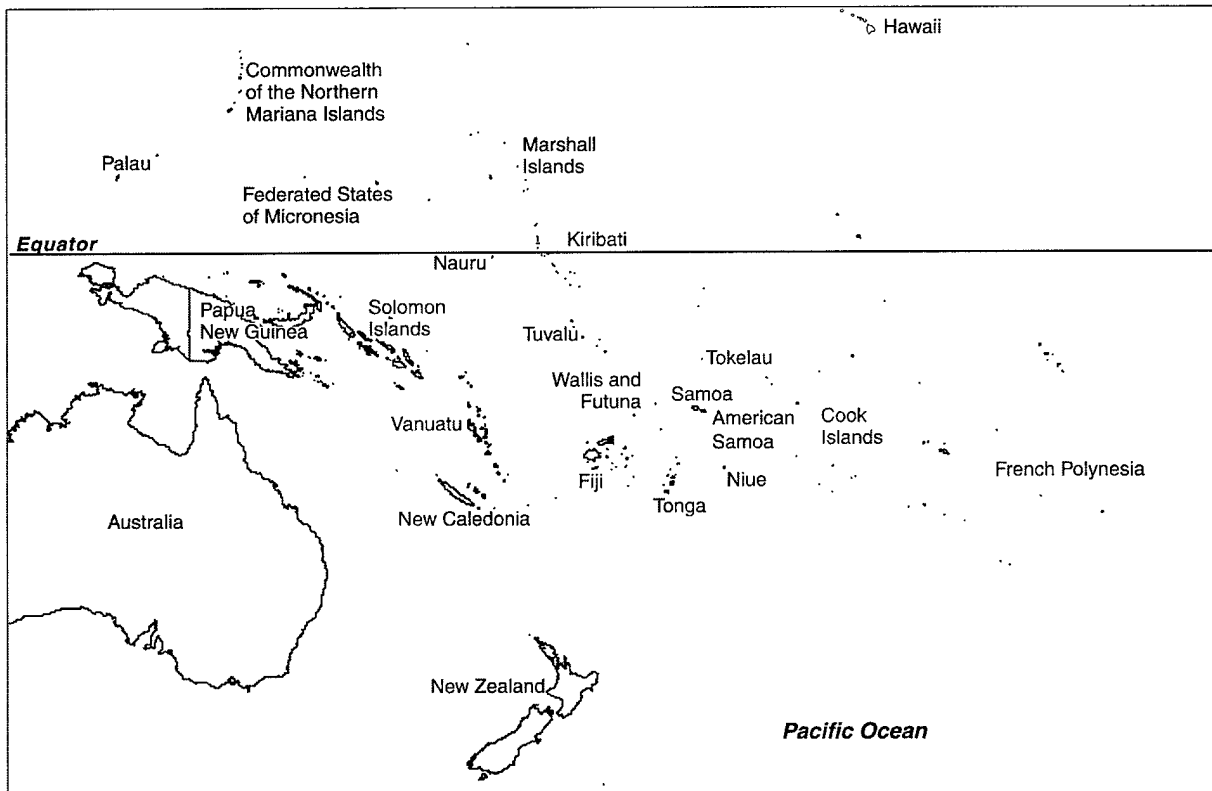 Hawaii
Commonwealth
of the Northern
Mariana Islands
Marshall
Islands
Palau
Federated States
of Micronesia
Equator
Kiribati
Nauru
Papua
New Guinea
Solomon
Islands
Tuvalu
Tokelau
Wallis and
Futuna
Samoa
American
Samoa
Cook
Islands
Vanuatu
Fiji
Niue
French Polynesia
Tonga
New Caledonia
Australia
New Zealand
Pacific Ocean